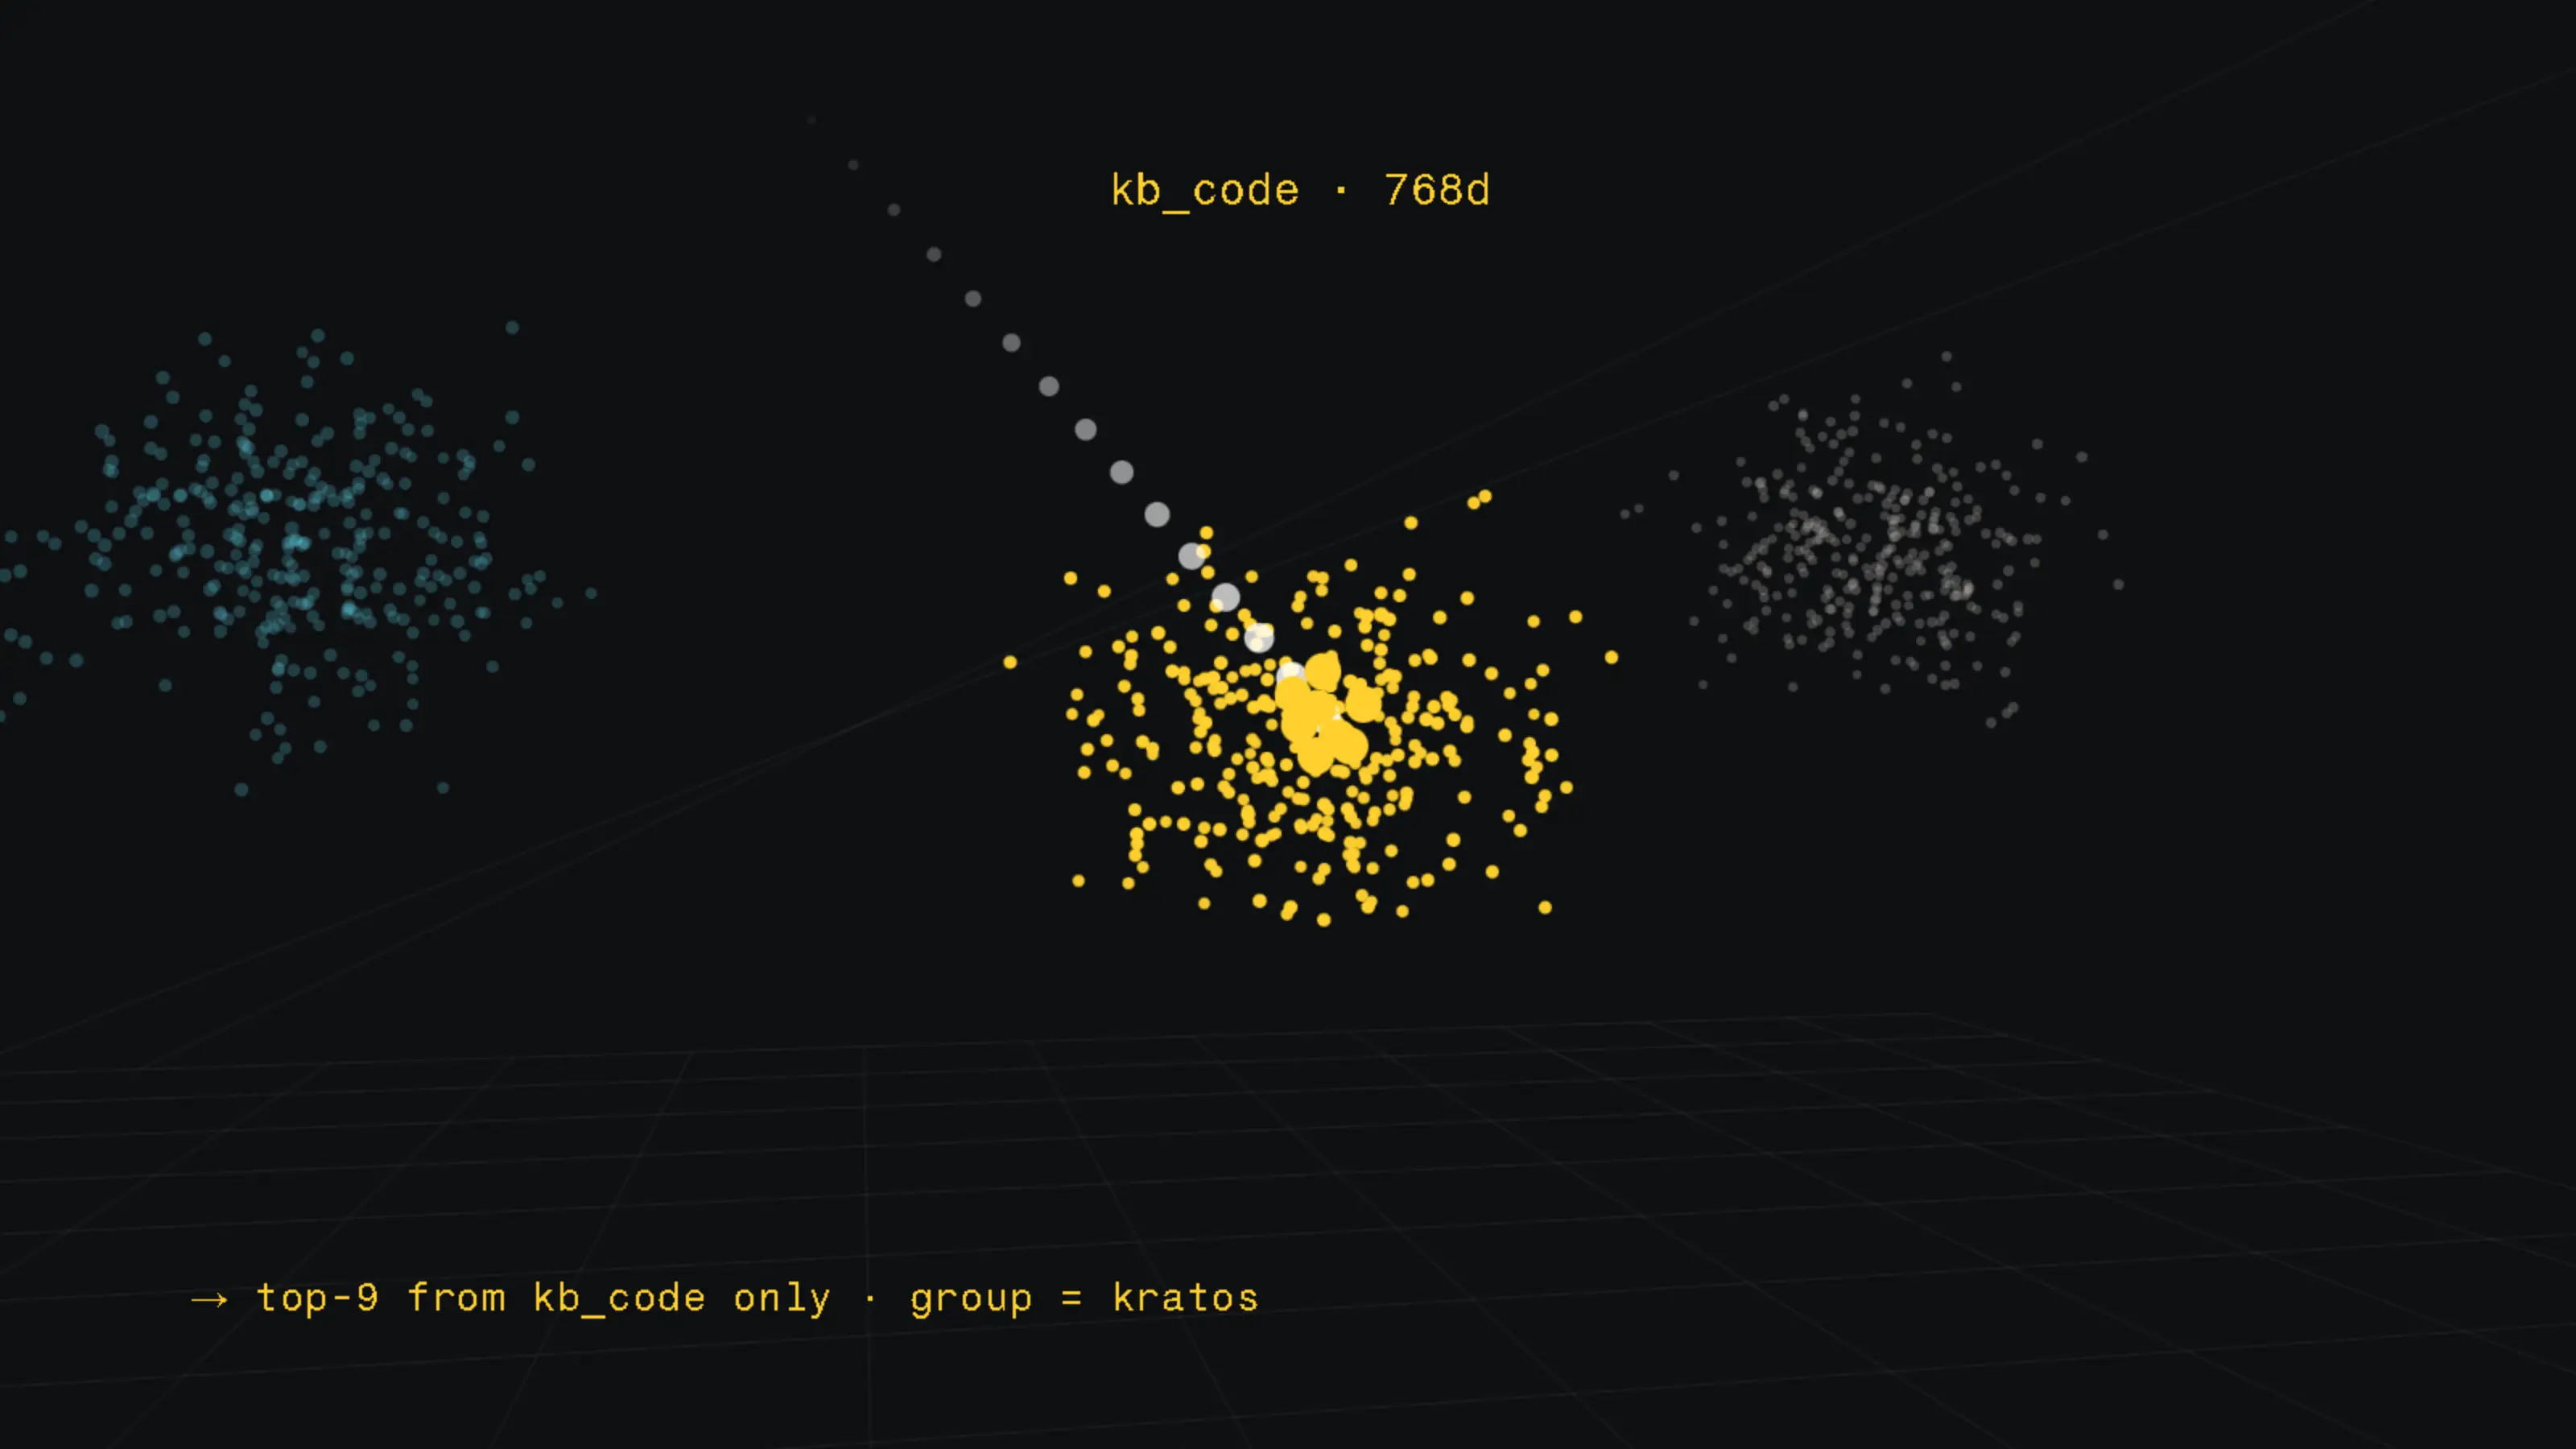 kb_code · 768d
→ top-9 from kb_code only · group = kratos